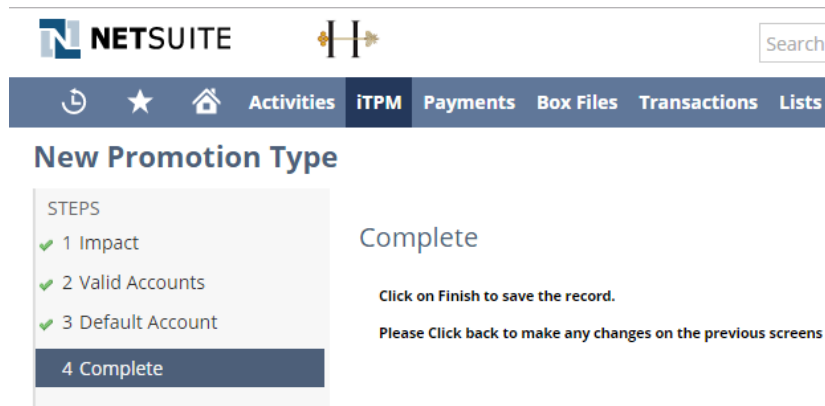 NETSUITE H Search
Activities iTPM Payments Box Files Transactions Lists
New Promotion Type
STEPS
1 Impact
2 Valid Accounts
3 Default Account
4 Complete
Complete
Click on Finish to save the record.
Please Click back to make any changes on the previous screens